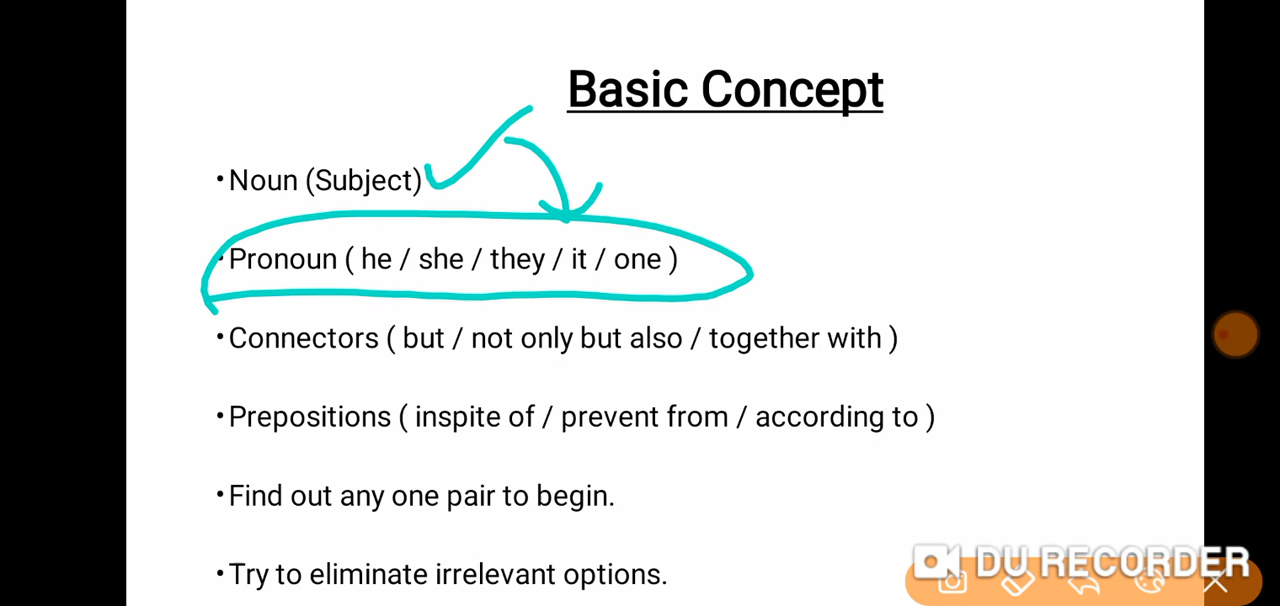 Basic Concept
•Noun (Subject)
•Pronoun ( he / she / they / it / one )
•Connectors ( but / not only but also / together with )
•Prepositions ( inspite of / prevent from / according to )
•Find out any one pair to begin.
•Try to eliminate irrelevant options.
DU RECORDER